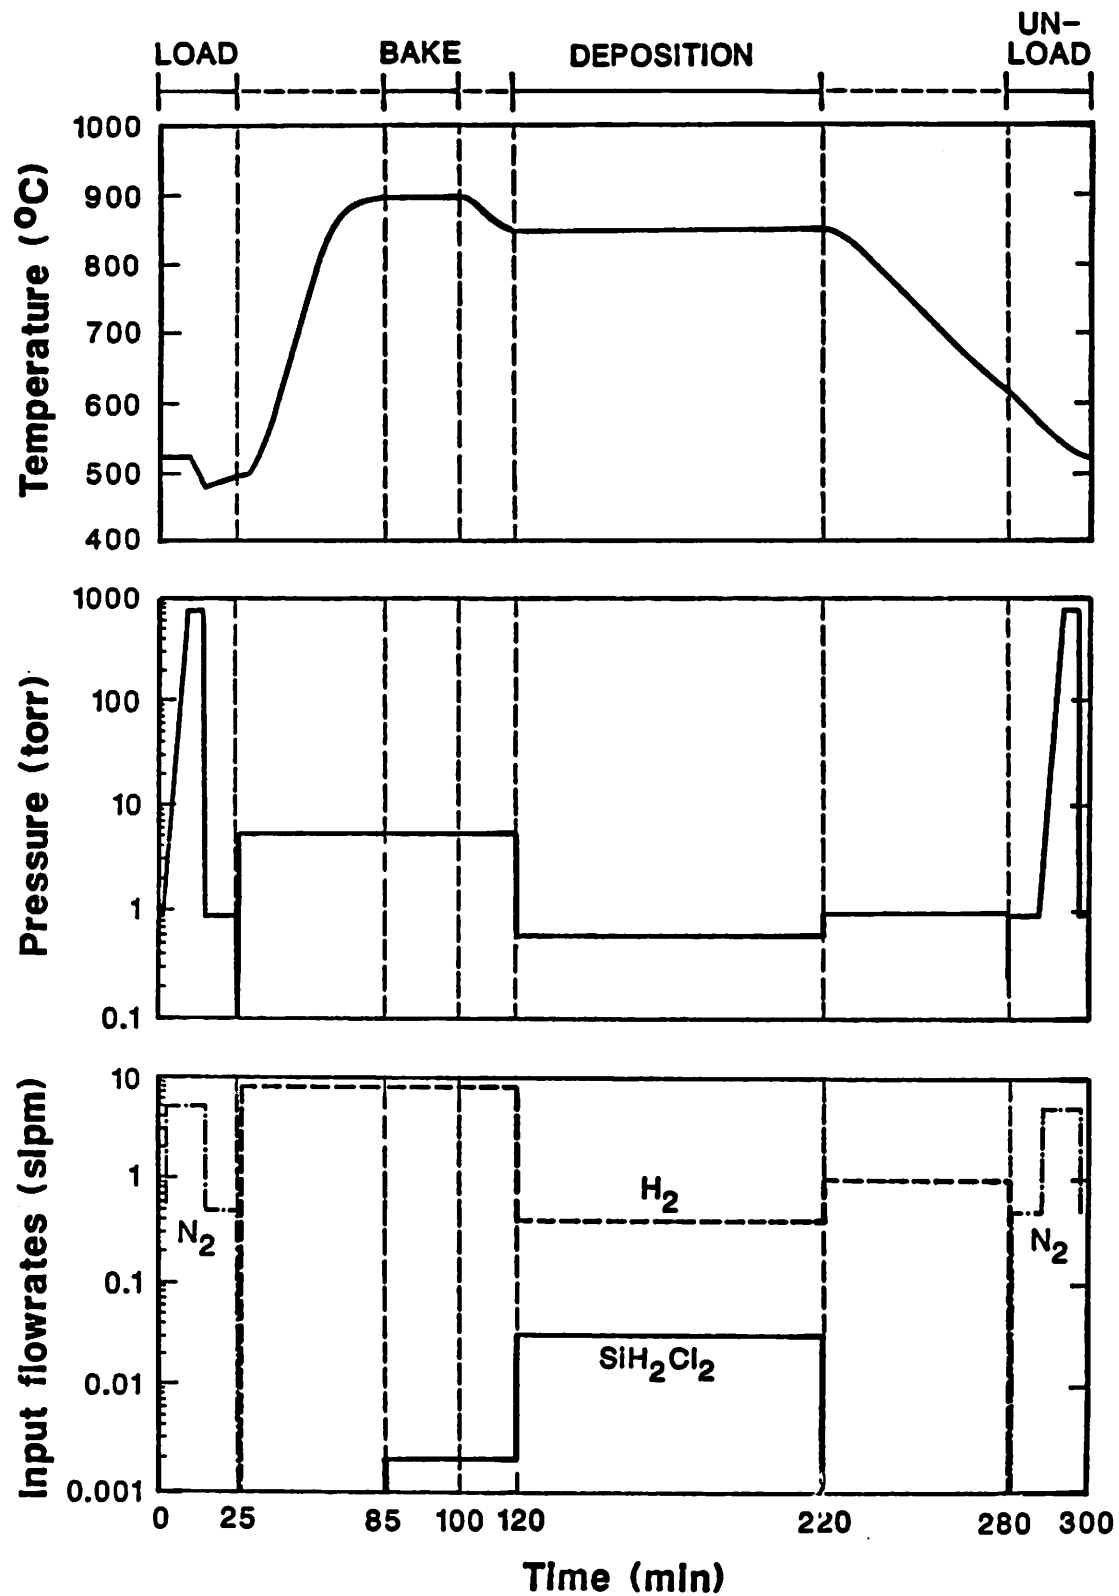 UN-
LOAD BAKE DEPOSITION LOAD
1000
900
800
700
600
500
400
Temperature (°C)
1000
100
10
1
0.1
Pressure (torr)
10
1
0.1
0.01
0.001
Input flowrates (slpm)
N2
H2
SiH2Cl2
N2
0 25 85 100 120 220 280 300
Time (min)